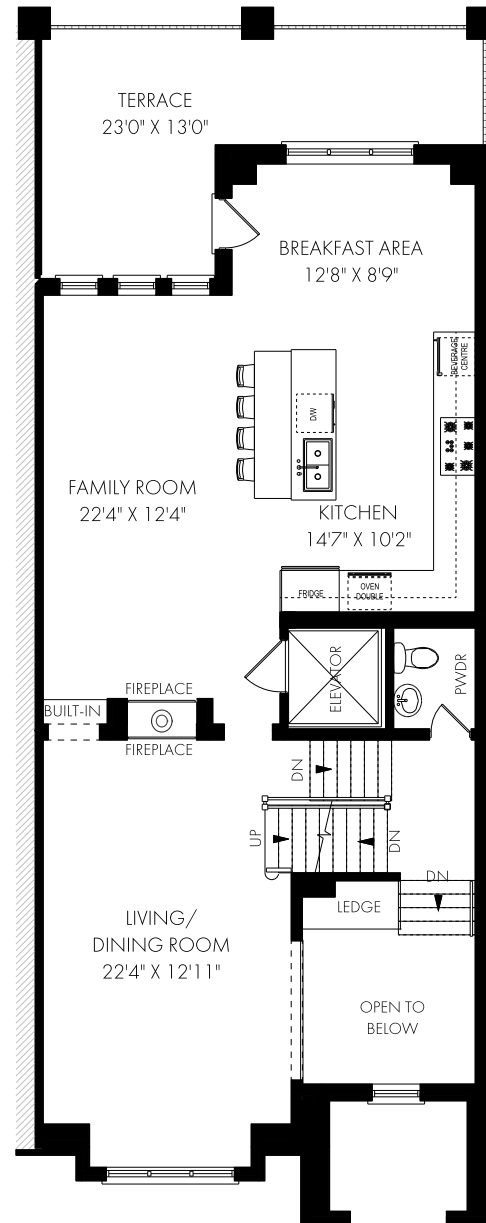 TERRACE
23'0" X 13'0"
BREAKFAST AREA
12'8" X 8'9"
BEVERAGE
CENTRE
D/W
FAMILY ROOM
22'4" X 12'4"
KITCHEN
14'7" X 10'2"
FRIDGE
OVEN
DOUBLE
ELEVATOR
PWDR
FIREPLACE
BUILT-IN
FIREPLACE
DN
UP
DN
DN
LEDGE
LIVING/
DINING ROOM
22'4" X 12'11"
OPEN TO
BELOW